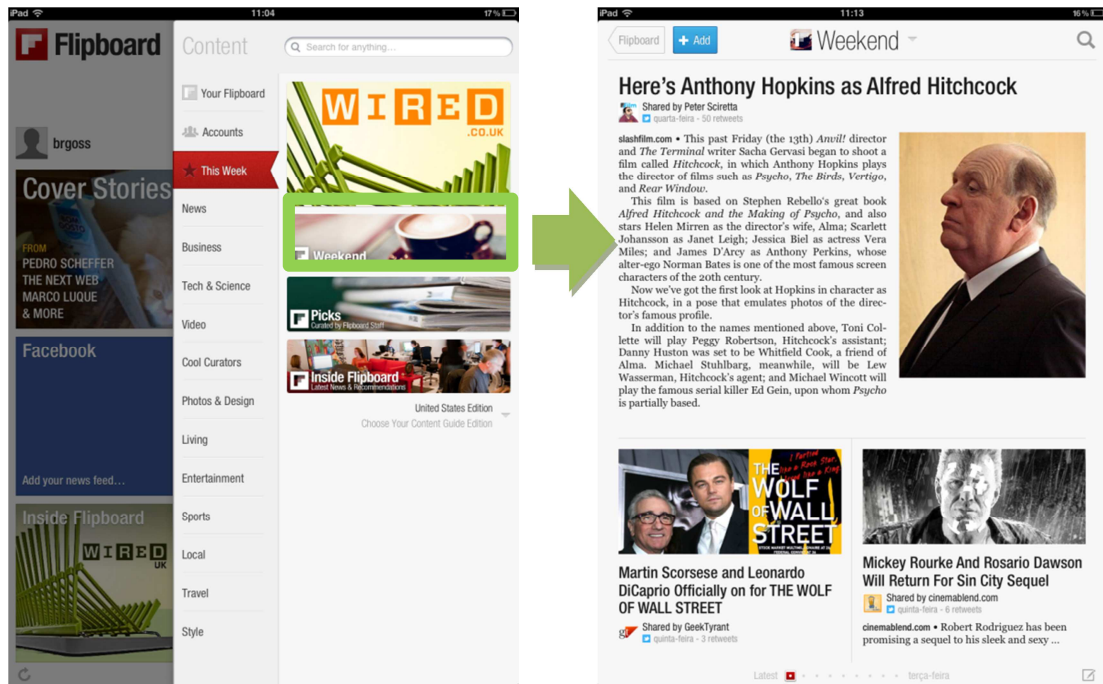 iPad 11:04 17%
Flipboard
brgoss
Cover Stories
FROM
PEDRO SCHEFFER
THE NEXT WEB
MARCO LUQUE
& MORE
Facebook
Add your news feed...
Inside Flipboard
WIRED
UK
Content
Search for anything...
Your Flipboard
Accounts
This Week
News
Business
Tech & Science
Video
Cool Curators
Photos & Design
Living
Entertainment
Sports
Local
Travel
Style
WIRED
.CO.UK
Weekend
Picks
Curated by Flipboard Staff
Inside Flipboard
Latest News & Recommendations
United States Edition
Choose Your Content Guide Edition
iPad 11:13 16%
Flipboard + Add Weekend
Here's Anthony Hopkins as Alfred Hitchcock
Shared by Peter Sciretta
quarta-feira - 50 retweets
slashfilm.com • This past Friday (the 13th) Anvil! director
and The Terminal writer Sacha Gervasi began to shoot a
film called Hitchcock, in which Anthony Hopkins plays
the director of films such as Psycho, The Birds, Vertigo,
and Rear Window.
This film is based on Stephen Rebello's great book
Alfred Hitchcock and the Making of Psycho, and also
stars Helen Mirren as the director's wife, Alma; Scarlett
Johansson as Janet Leigh; Jessica Biel as actress Vera
Miles; and James D'Arcy as Anthony Perkins, whose
alter-ego Norman Bates is one of the most famous screen
characters of the 20th century.
Now we've got the first look at Hopkins in character as
Hitchcock, in a pose that emulates photos of the direc-
tor's famous profile.
In addition to the names mentioned above, Toni Col-
lette will play Peggy Robertson, Hitchcock's assistant;
Danny Huston was set to be Whitfield Cook, a friend of
Alma. Michael Stuhlbarg, meanwhile, will be Lew
Wasserman, Hitchcock's agent; and Michael Wincott will
play the famous serial killer Ed Gein, upon whom Psycho
is partially based.
I Partied
like a Rock Star,
like a King
THE
WOLF
OF WALL
STREET
Martin Scorsese and Leonardo
DiCaprio Officially on for THE WOLF
OF WALL STREET
Shared by GeekTyrant
quinta-feira - 3 retweets
Mickey Rourke And Rosario Dawson
Will Return For Sin City Sequel
Shared by cinemablend.com
quinta-feira - 6 retweets
cinemablend.com • Robert Rodriguez has been
promising a sequel to his sleek and sexy ...
Latest terça-feira